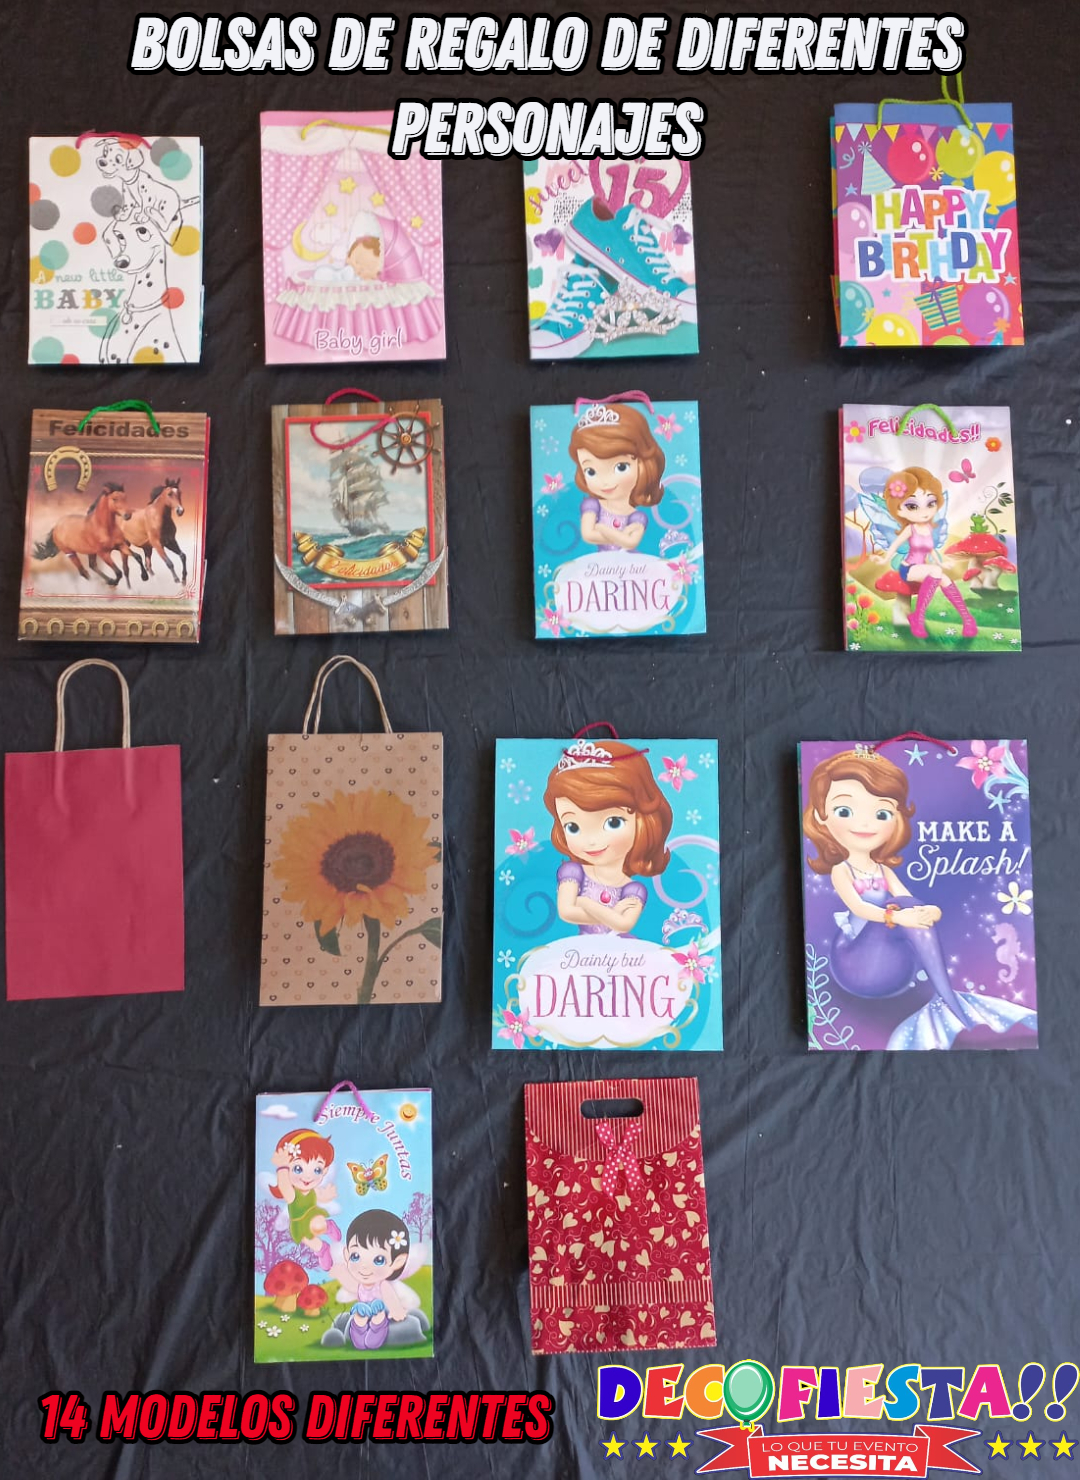 BOLSAS DE REGALO DE DIFERENTES
PERSONAJES
A new little
BABY
Baby girl
sweet
15
HAPPY
BIRTHDAY
Felicidades
Felicidades
Dainty but
DARING
Felicidades!!
Dainty but
DARING
MAKE A
Splash!
Siempre Juntas
14 MODELOS DIFERENTES
DECOFIESTA!!
LO QUE TU EVENTO
NECESITA